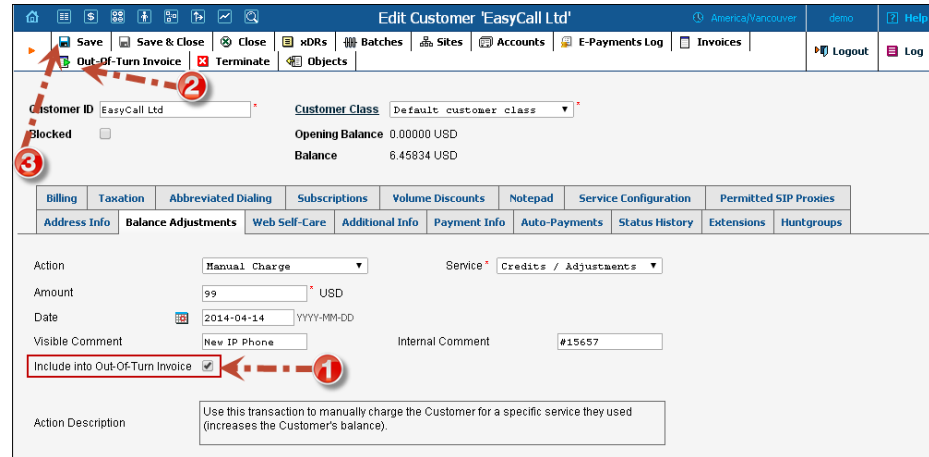 Edit Customer 'EasyCall Ltd' America/Vancouver demo ? Help
Save Save & Close Close xDRs Batches Sites Accounts E-Payments Log Invoices
Out-Of-Turn Invoice Terminate Objects Logout Log
2
Customer ID EasyCall Ltd * Customer Class Default customer class *
Blocked Opening Balance 0.00000 USD
3 Balance 6.45834 USD
Billing Taxation Abbreviated Dialing Subscriptions Volume Discounts Notepad Service Configuration Permitted SIP Proxies
Address Info Balance Adjustments Web Self-Care Additional Info Payment Info Auto-Payments Status History Extensions Huntgroups
Action Manual Charge Service * Credits / Adjustments
Amount 99 * USD
Date 2014-04-14 YYYY-MM-DD
Visible Comment New IP Phone Internal Comment #15657
Include into Out-Of-Turn Invoice 1
Use this transaction to manually charge the Customer for a specific service they used
Action Description (increases the Customer's balance).